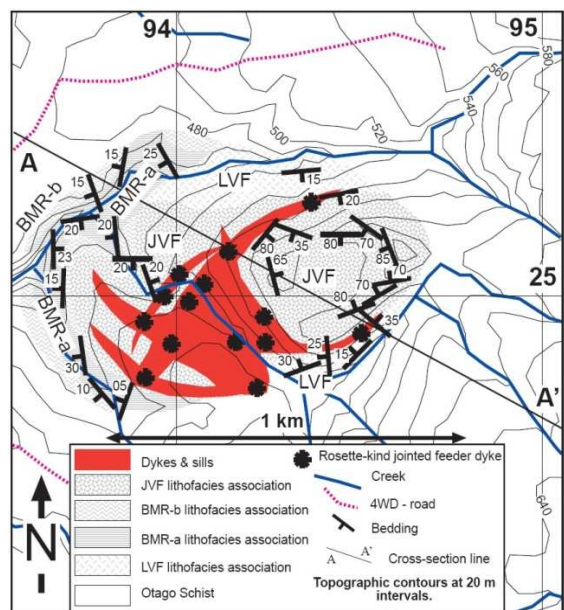 94
95
580
560
540
520
500
480
A
25
15
15
BMR-a
LVF
15
20
BMR-b
20
JVF
20
23
20
20
15
80
35
80
70
85
65
JVF
70
70
80
25
BMR-a
35
25
15
30
LVF
30
10
05
A'
1 km
640
Dykes & sills
JVF lithofacies association
BMR-b lithofacies association
BMR-a lithofacies association
LVF lithofacies association
Otago Schist
Rosette-kind jointed feeder dyke
Creek
4WD - road
Bedding
A A' Cross-section line
Topographic contours at 20 m
intervals.
N